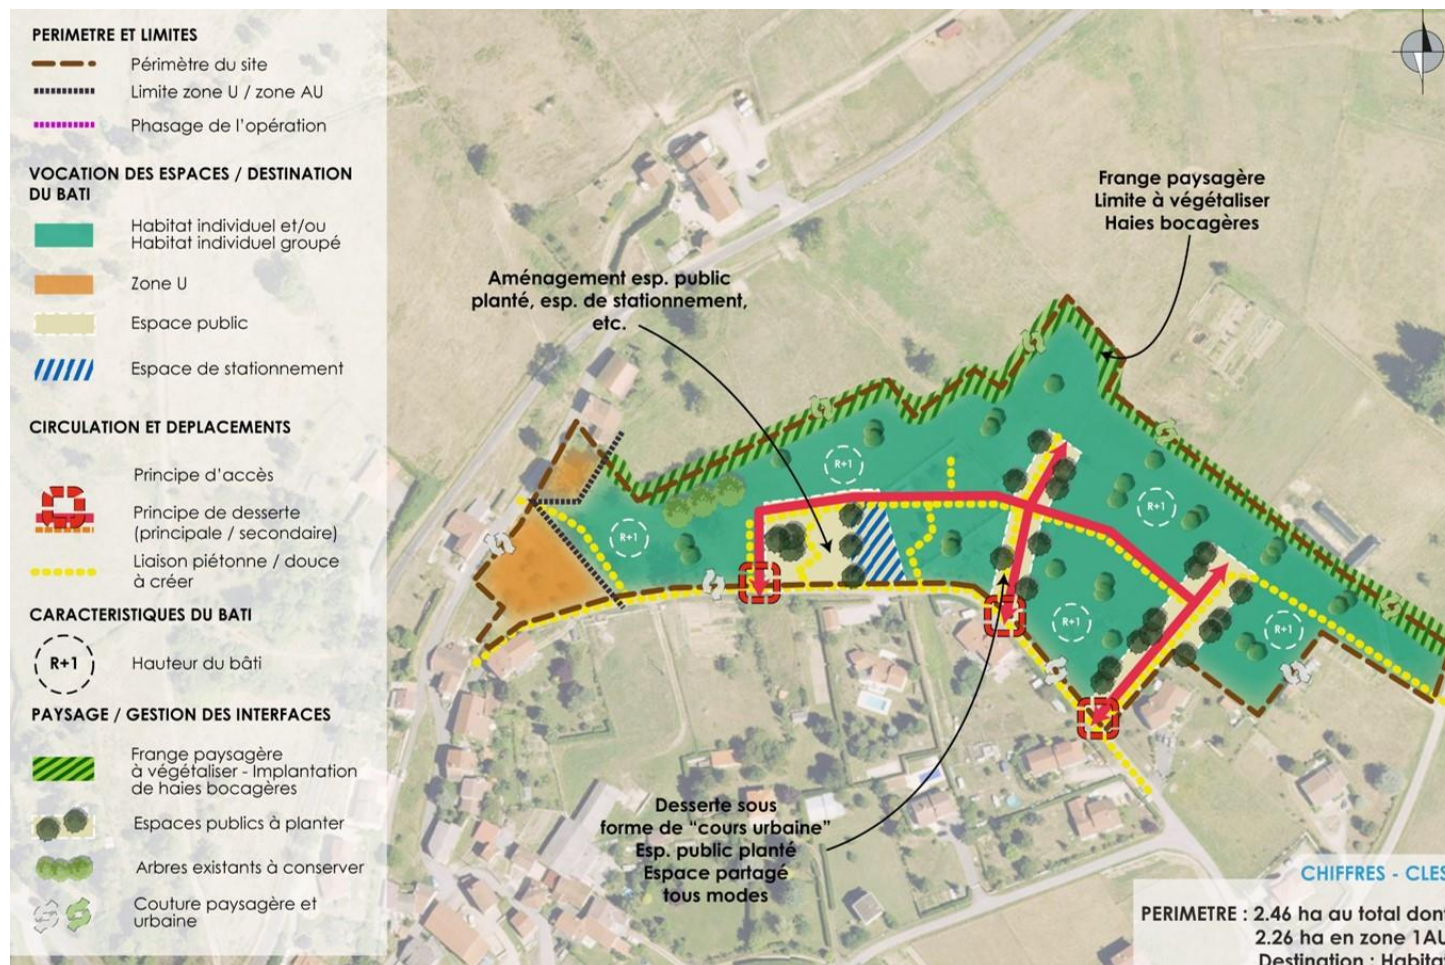 PERIMETRE ET LIMITES
Périmètre du site
Limite zone U / zone AU
Phasage de l'opération
VOCATION DES ESPACES / DESTINATION
DU BATI
Habitat individuel et/ou
Habitat individuel groupé
Zone U
Espace public
Espace de stationnement
CIRCULATION ET DEPLACEMENTS
Principe d'accès
Principe de desserte
(principale / secondaire)
Liaison piétonne / douce
à créer
CARACTERISTIQUES DU BATI
R+1
Hauteur du bâti
PAYSAGE / GESTION DES INTERFACES
Frange paysagère
à végétaliser - Implantation
de haies bocagères
Espaces publics à planter
Arbres existants à conserver
Couture paysagère et
urbaine
Frange paysagère
Limite à végétaliser
Haies bocagères
Aménagement esp. public
planté, esp. de stationnement,
etc.
R+1
R+1
R+1
R+1
R+1
Desserte sous
forme de "cours urbaine"
Esp. public planté
Espace partagé
tous modes
CHIFFRES - CLES
PERIMETRE : 2.46 ha au total dont
2.26 ha en zone 1AU
Destination : Habitat